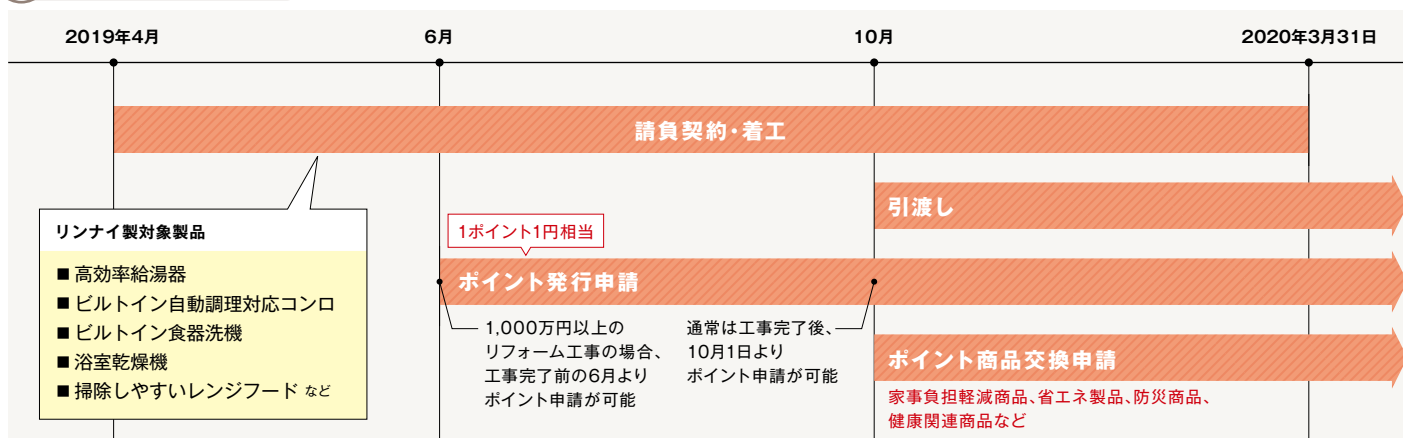 2019年4月
6月
10月
2020年3月31日
請負契約・着工
引渡し
リンナイ製対象製品
■ 高効率給湯器
■ ビルトイン自動調理対応コンロ
■ ビルトイン食器洗機
■ 浴室乾燥機
■ 掃除しやすいレンジフード など
1ポイント1円相当
ポイント発行申請
1,000万円以上の
リフォーム工事の場合、
工事完了前の6月より
ポイント申請が可能
通常は工事完了後、
10月1日より
ポイント申請が可能
ポイント商品交換申請
家事負担軽減商品、省エネ製品、防災商品、
健康関連商品など